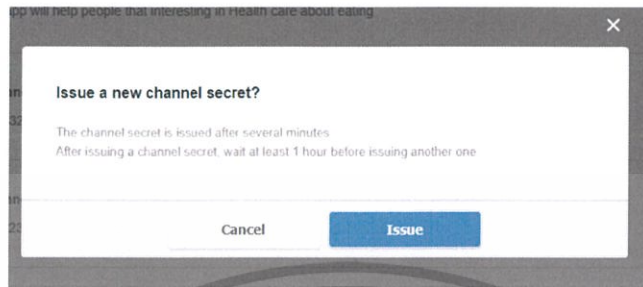 app will help people that interesting in Health care about eating
Issue a new channel secret?
The channel secret is issued after several minutes
After issuing a channel secret, wait at least 1 hour before issuing another one
Cancel
Issue